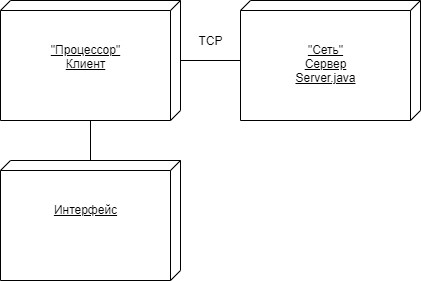 "Процессор"
Клиент
TCP
"Сеть"
Сервер
Server.java
Интерфейс